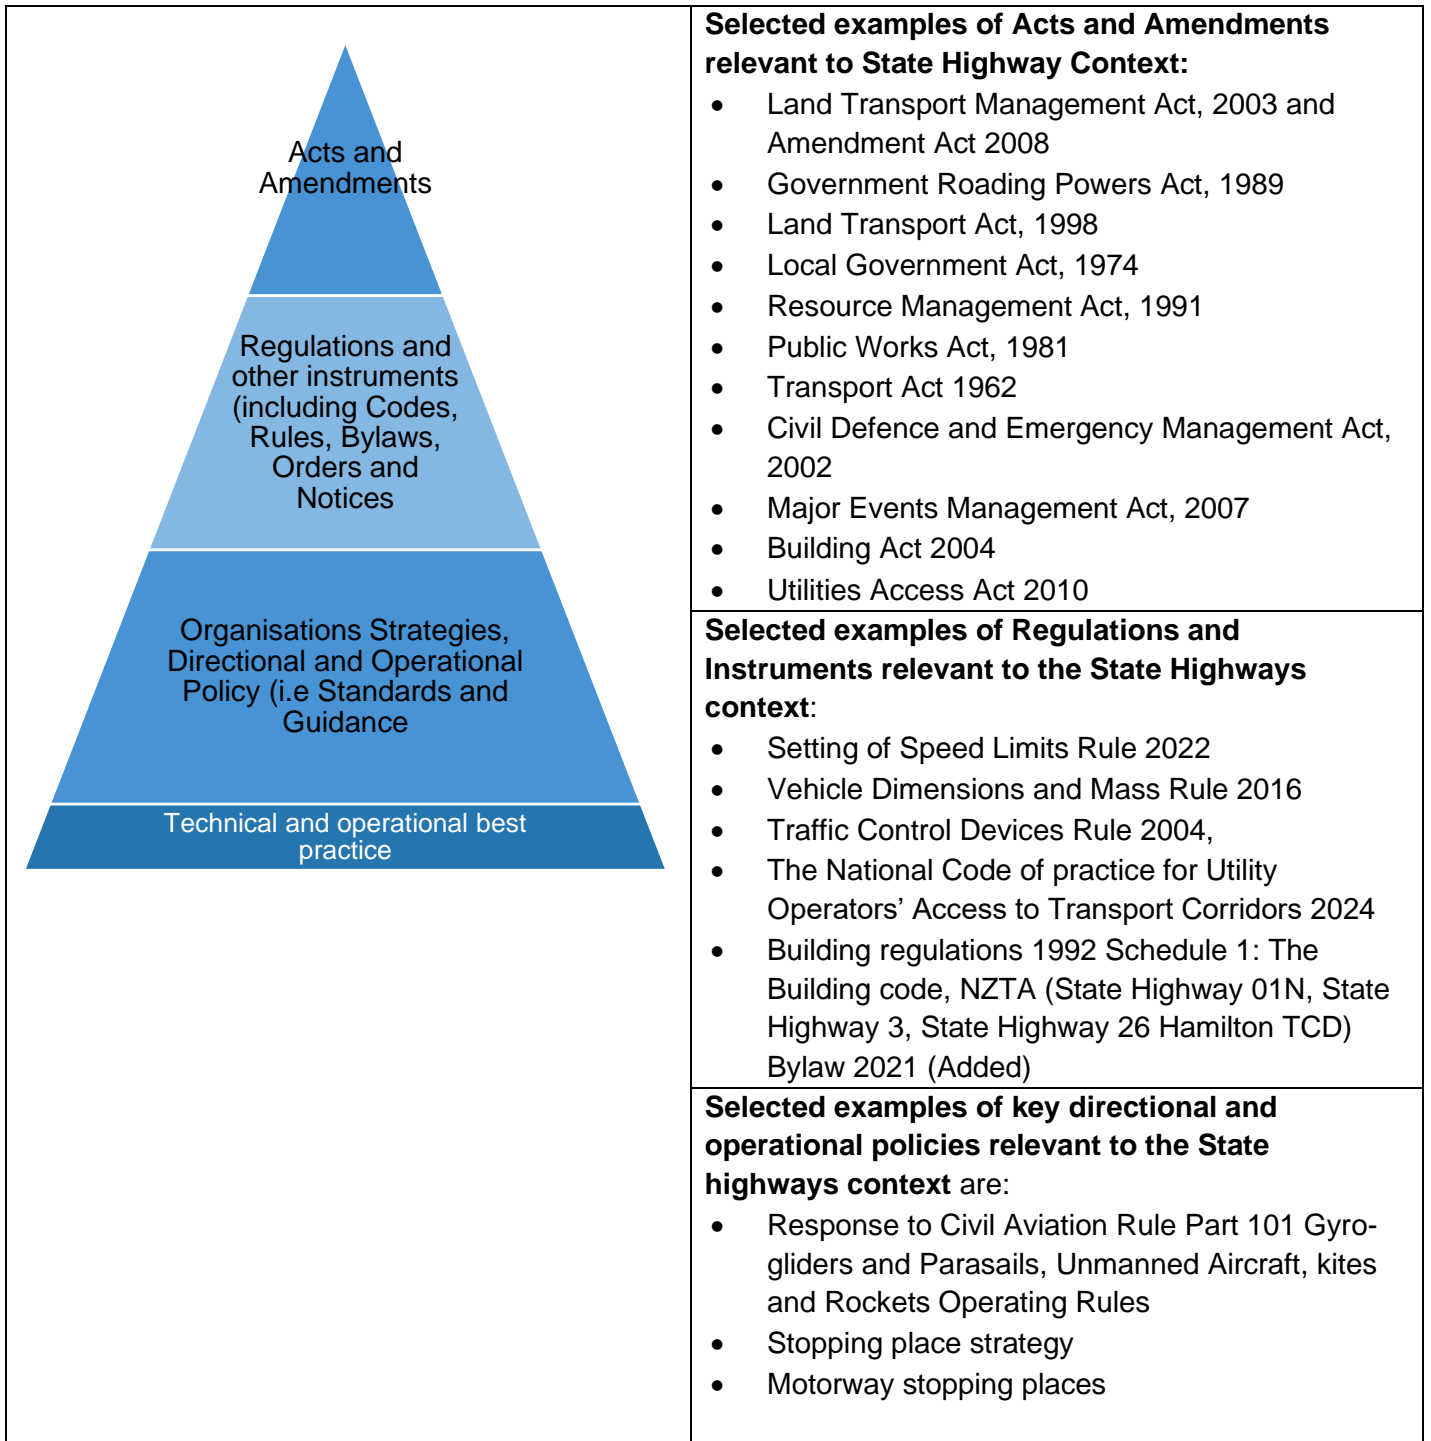 Acts and
Amendments
Regulations and
other instruments
(including Codes,
Rules, Bylaws,
Orders and
Notices
Organisations Strategies,
Directional and Operational
Policy (i.e Standards and
Guidance
Technical and operational best
practice
Selected examples of Acts and Amendments
relevant to State Highway Context:
• Land Transport Management Act, 2003 and
Amendment Act 2008
• Government Roading Powers Act, 1989
• Land Transport Act, 1998
• Local Government Act, 1974
• Resource Management Act, 1991
• Public Works Act, 1981
• Transport Act 1962
• Civil Defence and Emergency Management Act,
2002
• Major Events Management Act, 2007
• Building Act 2004
• Utilities Access Act 2010
Selected examples of Regulations and
Instruments relevant to the State Highways
context:
• Setting of Speed Limits Rule 2022
• Vehicle Dimensions and Mass Rule 2016
• Traffic Control Devices Rule 2004,
• The National Code of practice for Utility
Operators’ Access to Transport Corridors 2024
• Building regulations 1992 Schedule 1: The
Building code, NZTA (State Highway 01N, State
Highway 3, State Highway 26 Hamilton TCD)
Bylaw 2021 (Added)
Selected examples of key directional and
operational policies relevant to the State
highways context are:
• Response to Civil Aviation Rule Part 101 Gyro-
gliders and Parasails, Unmanned Aircraft, kites
and Rockets Operating Rules
• Stopping place strategy
• Motorway stopping places